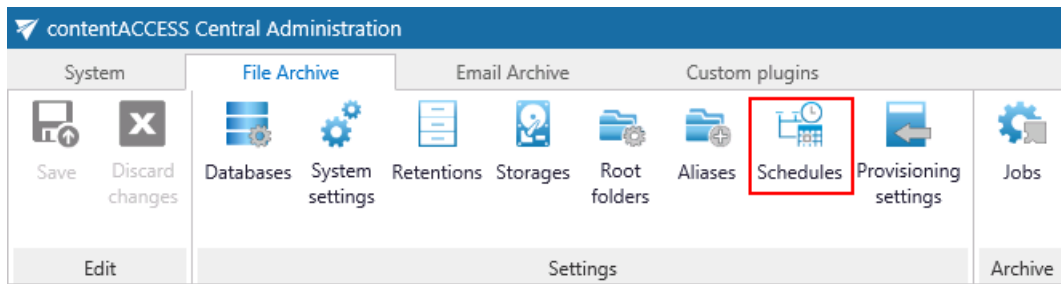 contentACCESS Central Administration
System File Archive Email Archive Custom plugins
Save Discard changes Databases System settings Retentions Storages Root folders Aliases Schedules Provisioning settings Jobs
Edit Settings Archive